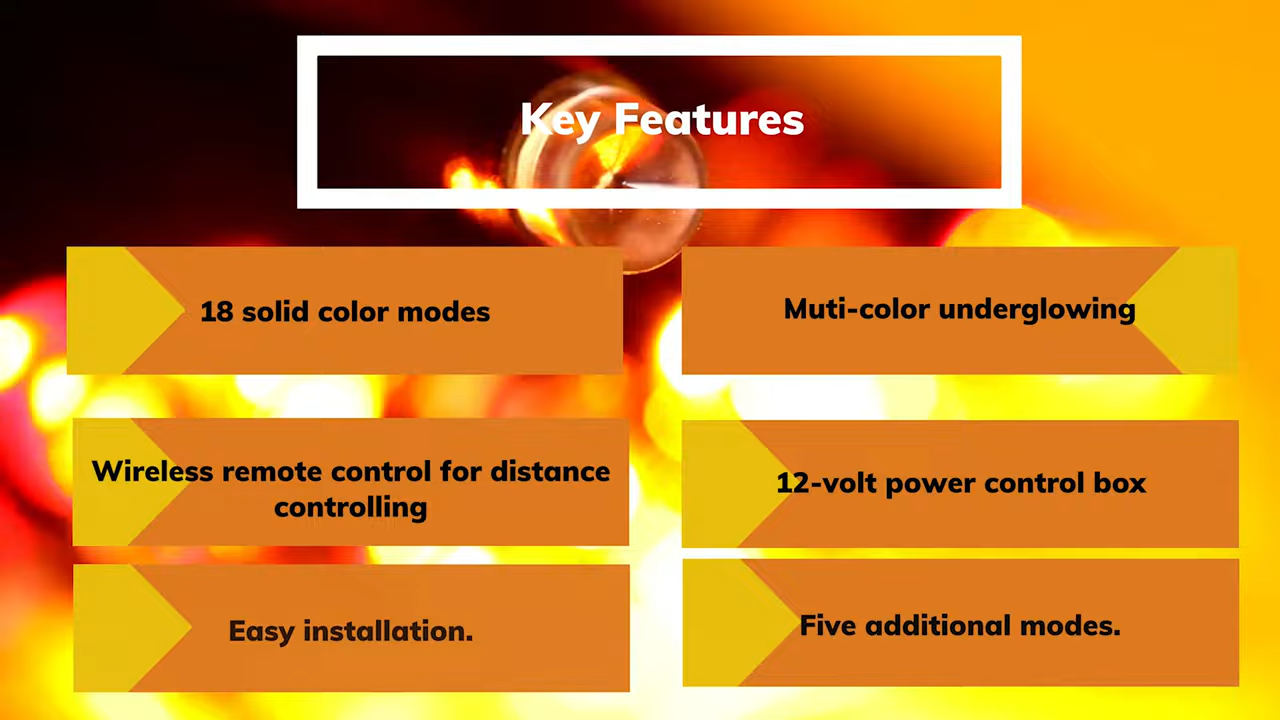 Key Features
18 solid color modes
Muti-color underglowing
Wireless remote control for distance
controlling
12-volt power control box
Easy installation.
Five additional modes.